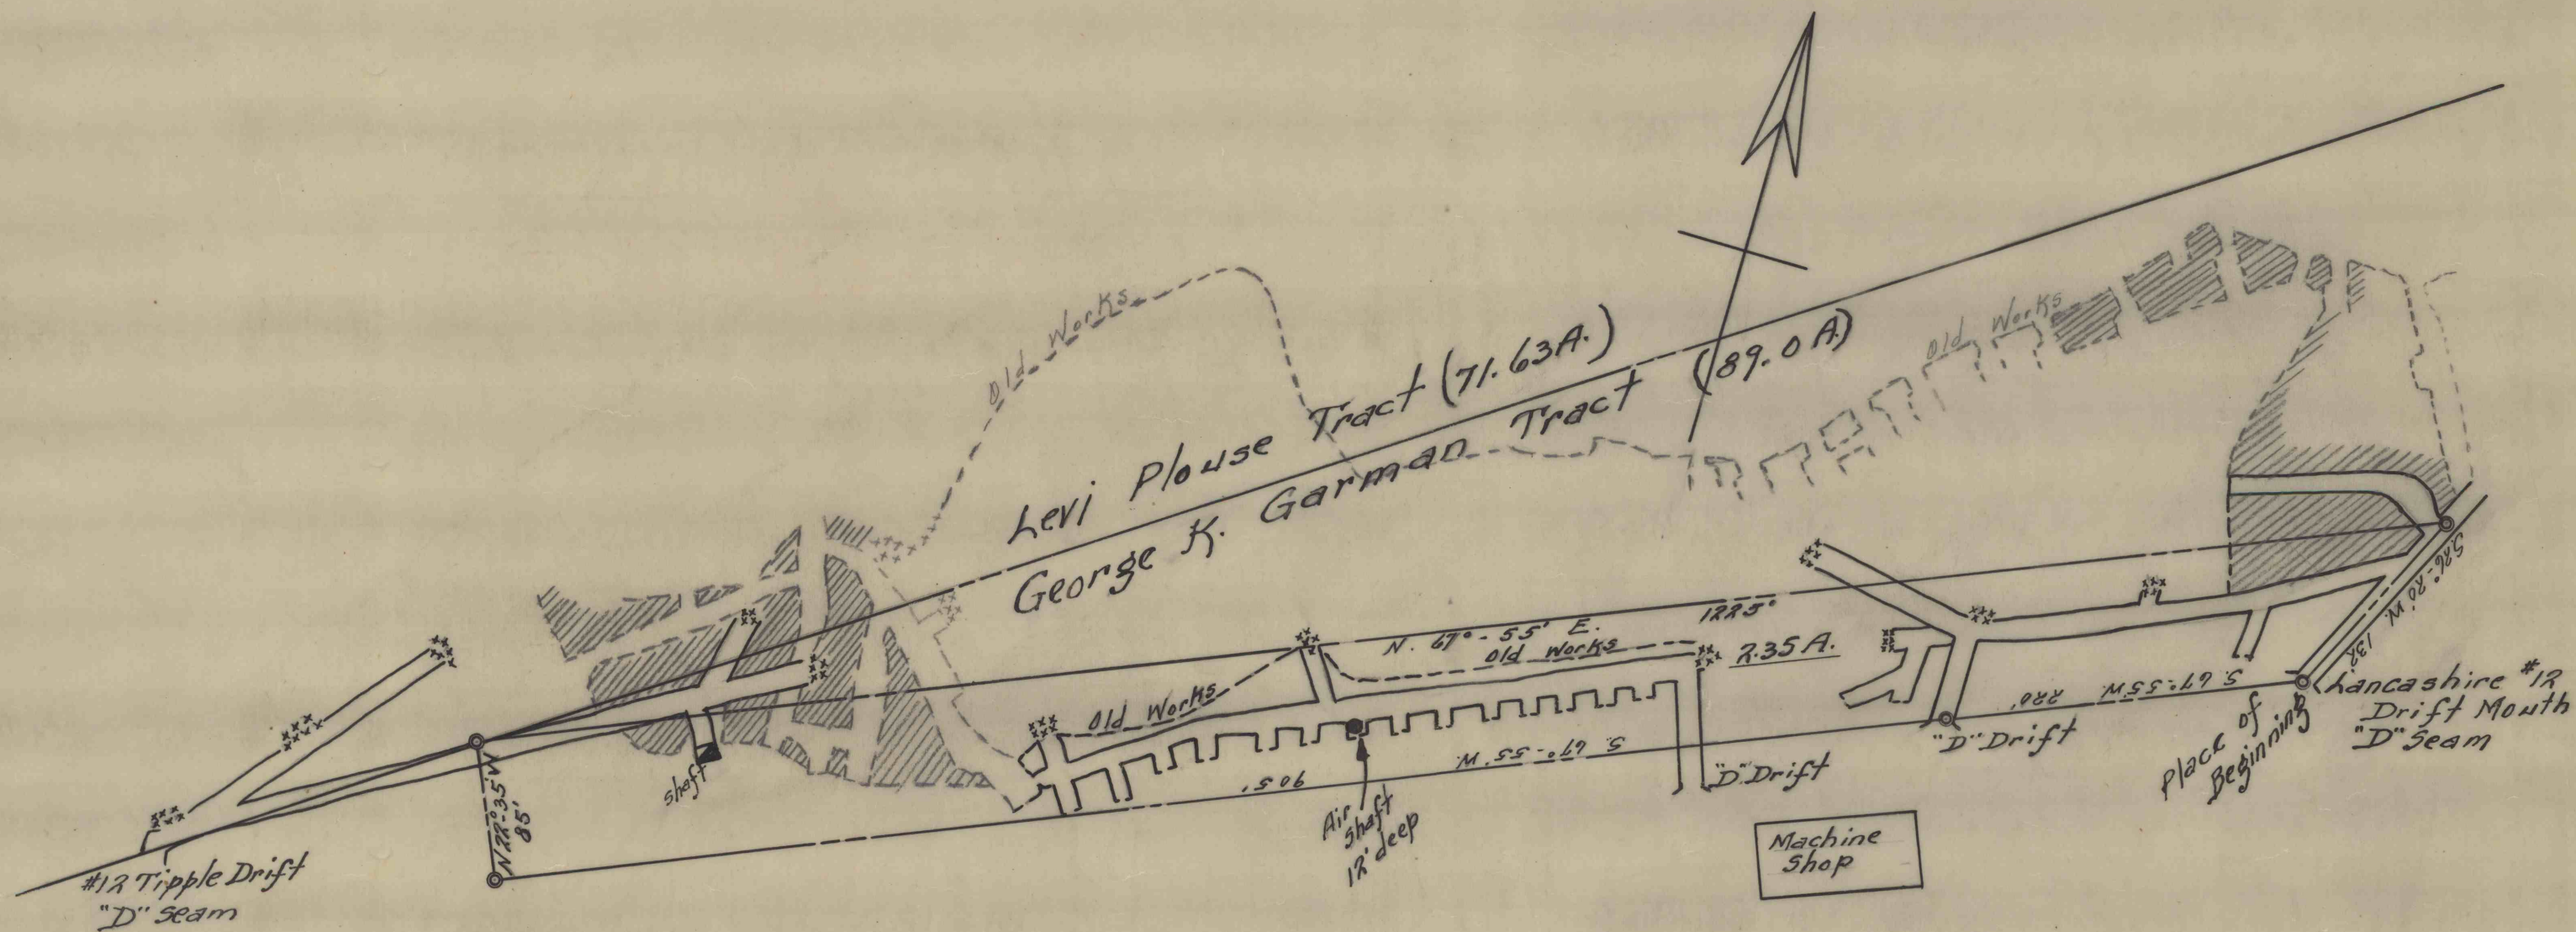 Old Works
Levi Plouse Tract (71.63A.)
George K. Garman Tract (89.0A.)
Old Works
N. 67°-55' E.
1225'
Old Works
2.35 A.
Old Works
S. 67°-55' W.
905'
S. 67°-55' W.
220'
S. 26°-20' W.
132'
N 22°-35' W
85'
shaft
#12 Tipple Drift
"D" Seam
Air
shaft
12' deep
"D" Drift
"D" Drift
Machine
Shop
Place of
Beginning
Lancashire #12
Drift Mouth
"D" Seam